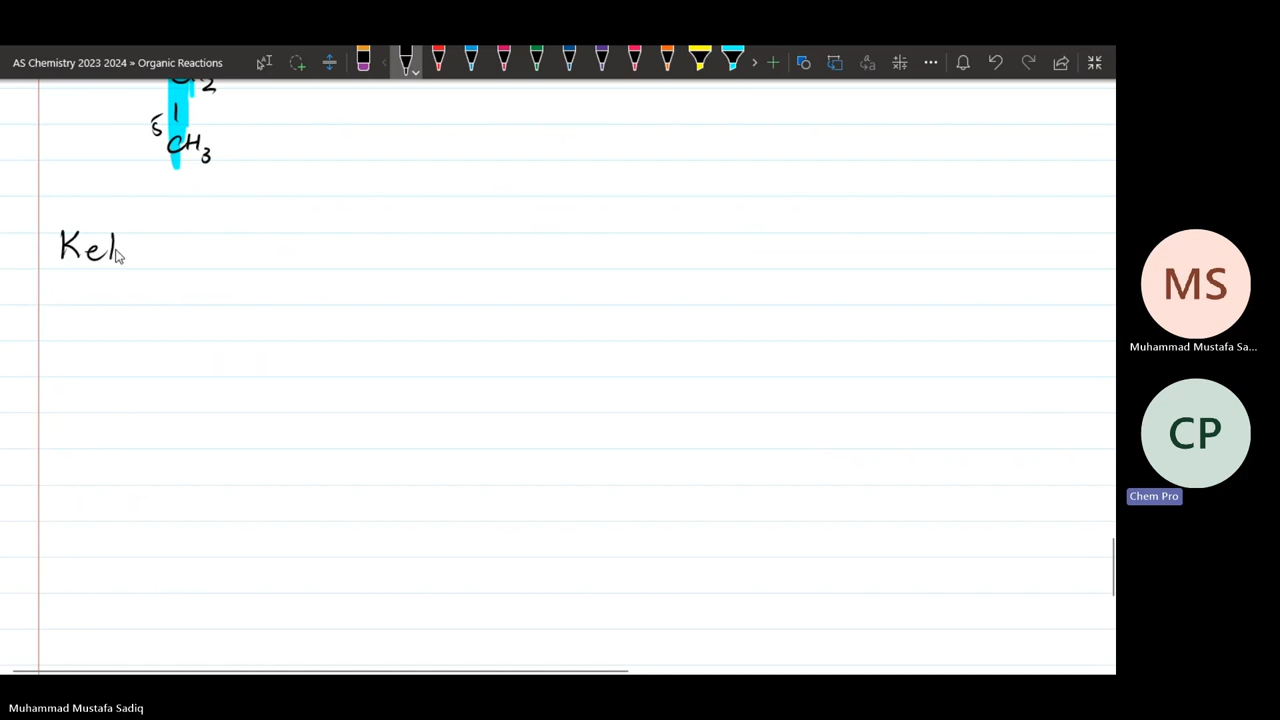 AS Chemistry 2023 2024 » Organic Reactions
2
5
CH3
Kel
MS
Muhammad Mustafa Sa...
CP
Chem Pro
Muhammad Mustafa Sadiq